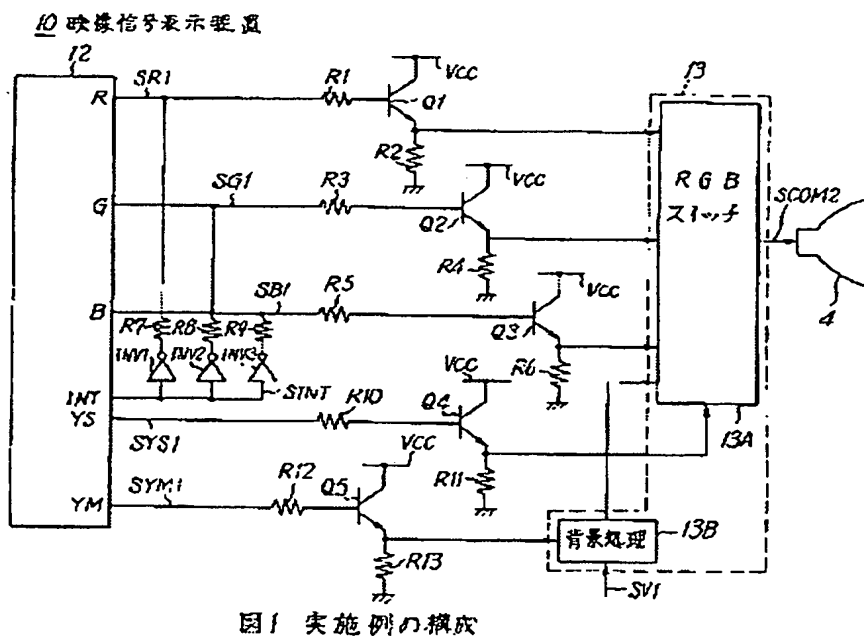 10 映像信号表示装置
12
SR1
R1
VCC
13
R
Q1
R2
SG1
R3
VCC
R G B
スイッチ
SCOM2
G
Q2
R4
4
SB1
R5
VCC
B
Q3
R7
R8
R9
R6
INV1
INV2
INV3
VCC
INT
SINT
R10
Q4
YS
SYS1
VCC
13A
R11
SYM1
R12
Q5
YM
背景処理
13B
R13
SV1
図1 実施例の構成